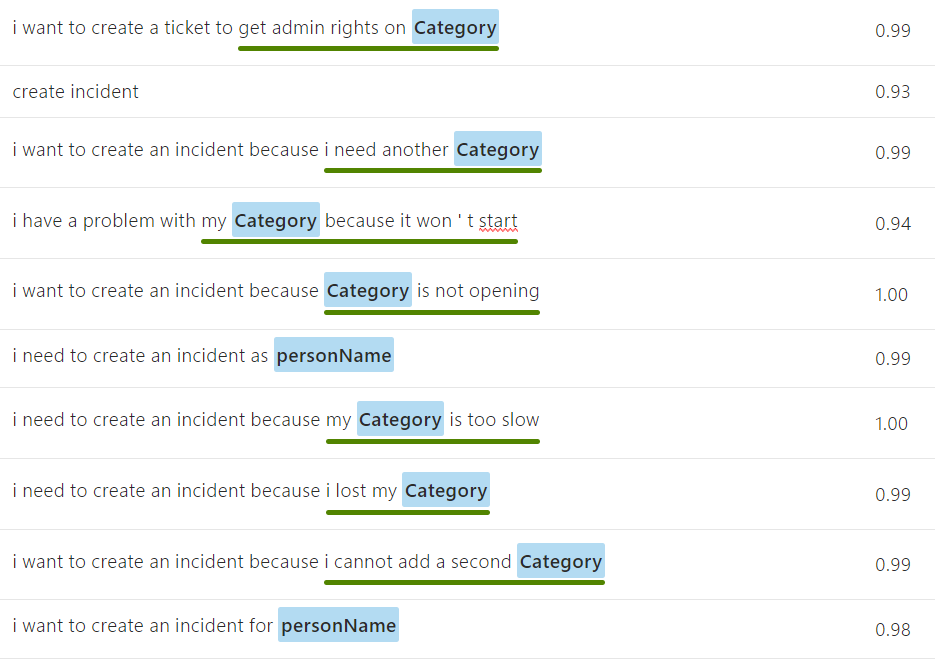 i want to create a ticket to get admin rights on Category 0.99
create incident 0.93
i want to create an incident because i need another Category 0.99
i have a problem with my Category because it won ' t start 0.94
i want to create an incident because Category is not opening 1.00
i need to create an incident as personName 0.99
i need to create an incident because my Category is too slow 1.00
i need to create an incident because i lost my Category 0.99
i want to create an incident because i cannot add a second Category 0.99
i want to create an incident for personName 0.98